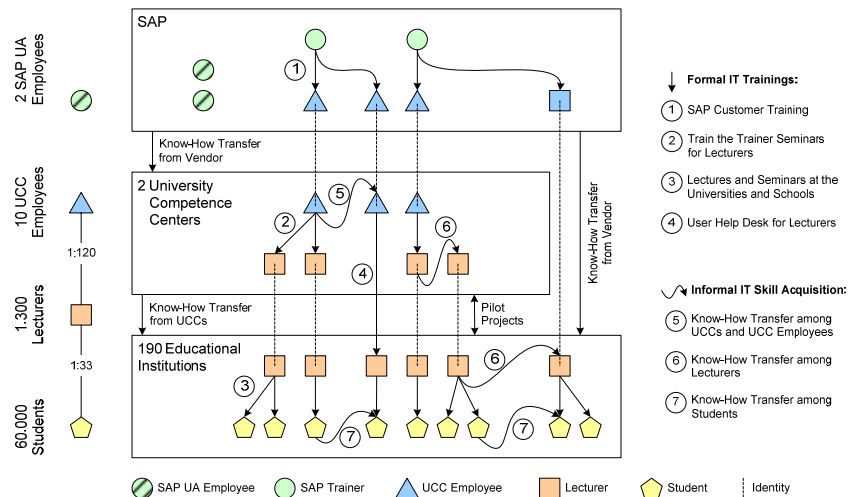 SAP
2 SAP UA
Employees
1
Know-How Transfer
from Vendor
10 UCC
Employees
1:120
2 University
Competence
Centers
5
2
6
4
Know-How Transfer
from Vendor
1.300
Lecturers
Know-How Transfer
from UCCs
Pilot
Projects
1:33
190 Educational
Institutions
6
3
60.000
Students
7
7
Formal IT Trainings:
1 SAP Customer Training
2 Train the Trainer Seminars
for Lecturers
3 Lectures and Seminars at the
Universities and Schools
4 User Help Desk for Lecturers
Informal IT Skill Acquisition:
5 Know-How Transfer among
UCCs and UCC Employees
6 Know-How Transfer among
Lecturers
7 Know-How Transfer among
Students
SAP UA Employee
SAP Trainer
UCC Employee
Lecturer
Student
Identity